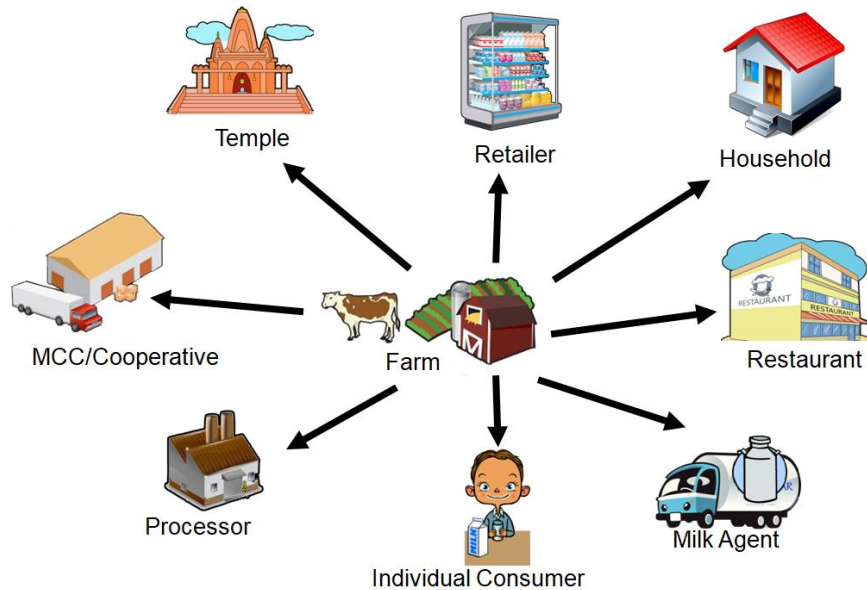 Temple
Retailer
Household
MCC/Cooperative
Farm
RESTAURANT
RESTAURANT
Restaurant
Processor
MILK
Individual Consumer
Milk Agent